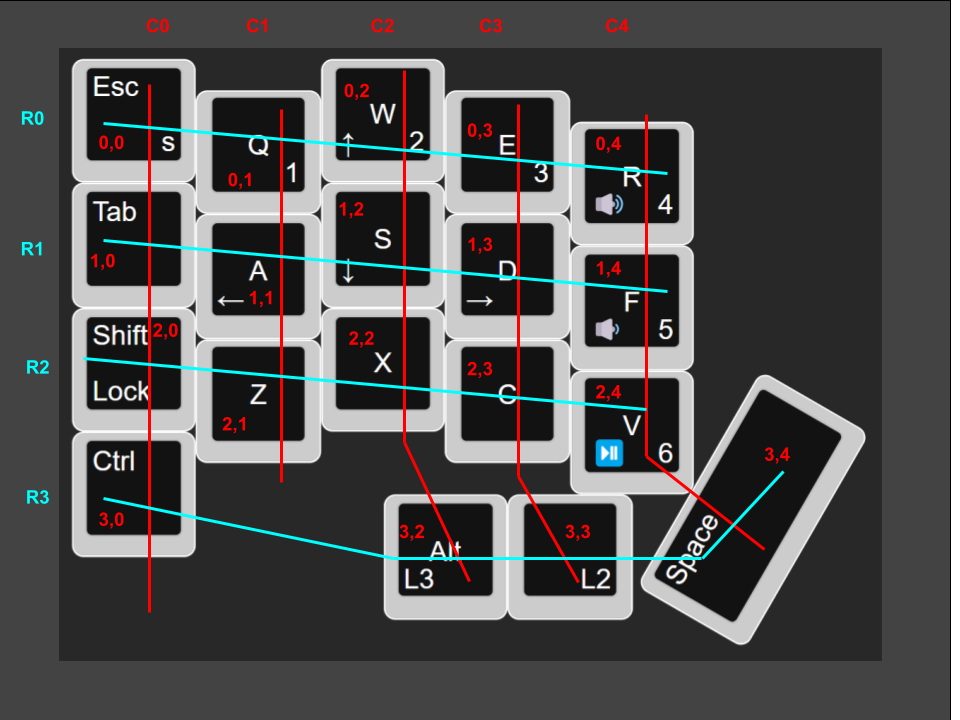 C0 C1 C2 C3 C4
R0
Esc
0,0 s
Q
0,1 1
0,2
W
↑ 2
0,3
E
3
0,4
R
4
R1
Tab
1,0
A
← 1,1
1,2
S
↓
1,3
D
→
1,4
F
5
R2
Shift 2,0
Lock
Z
2,1
2,2
X
2,3
C
2,4
V
6
R3
Ctrl
3,0
3,2
Alt
L3
3,3
L2
3,4
Space